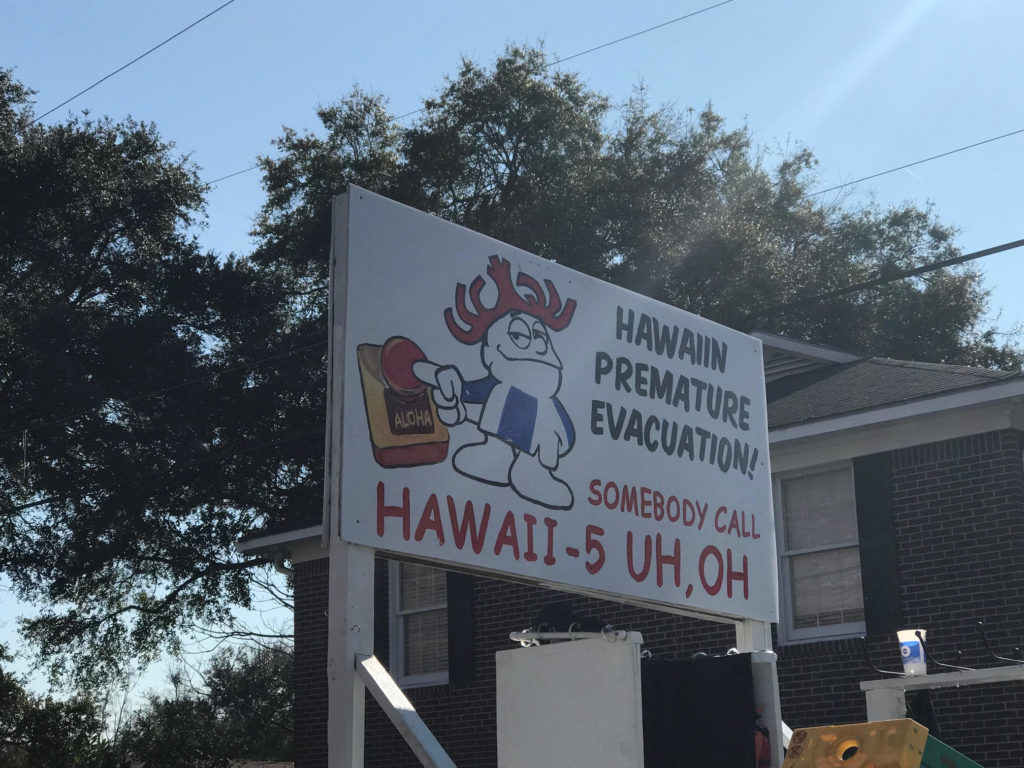 HAWAIIN
PREMATURE
EVACUATION!
ALOHA
SOMEBODY CALL
HAWAII-5 UH,OH